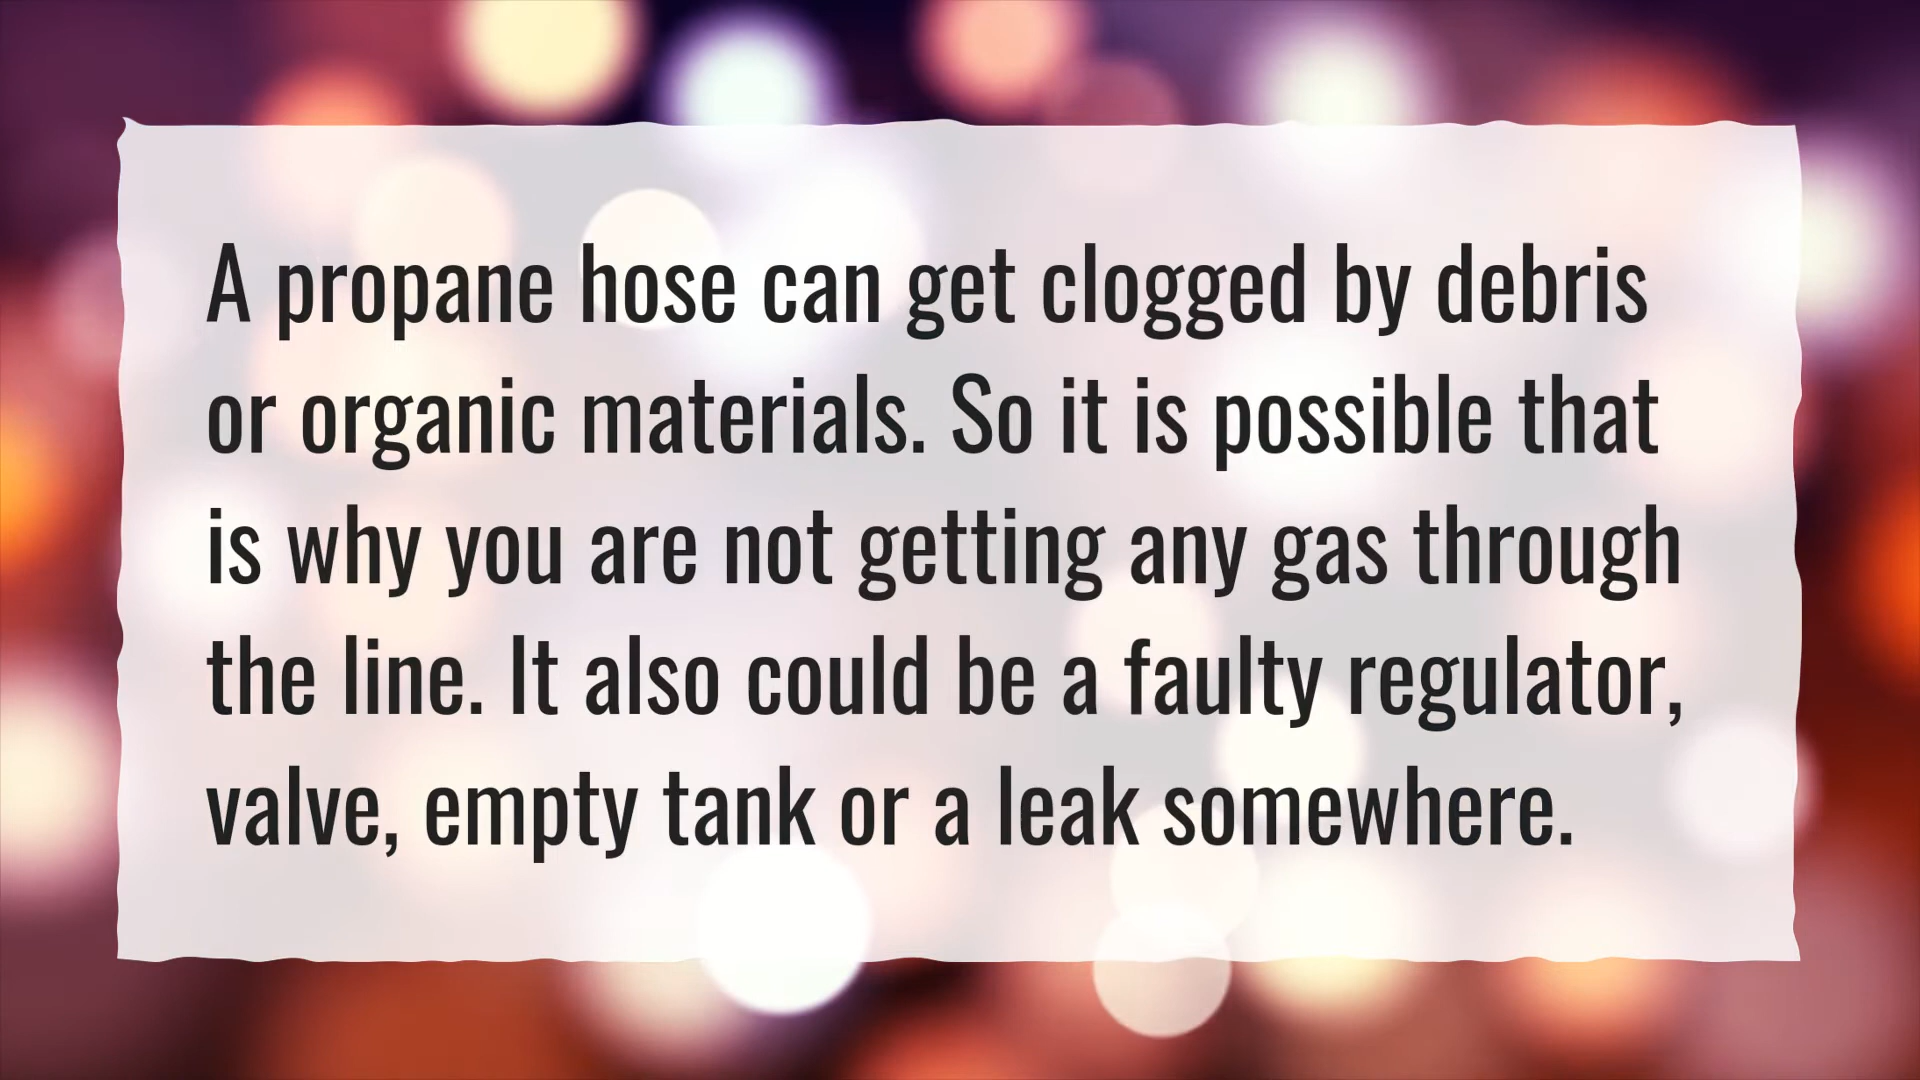 A propane hose can get clogged by debris
or organic materials. So it is possible that
is why you are not getting any gas through
the line. It also could be a faulty regulator,
valve, empty tank or a leak somewhere.